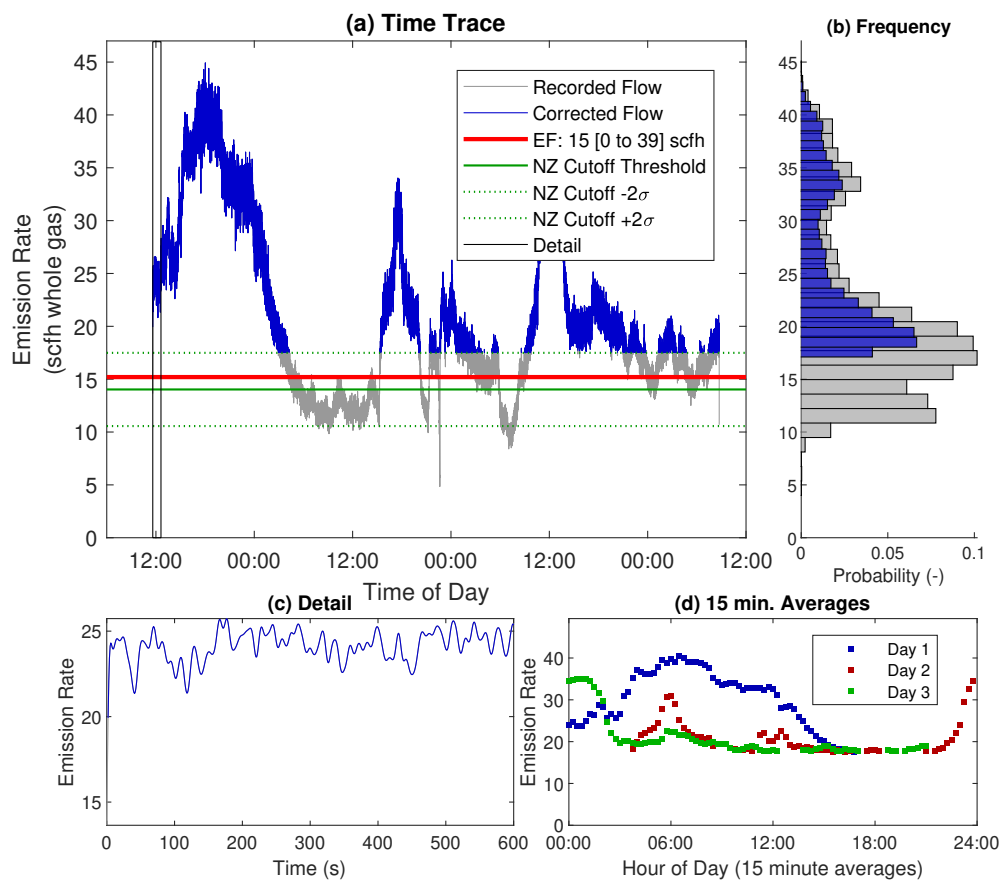 (a) Time Trace
45
40
35
30
25
20
15
10
5
0
Emission Rate
(scfh whole gas)
12:00
00:00
12:00
00:00
12:00
00:00
12:00
Time of Day
Recorded Flow
Corrected Flow
EF: 15 [0 to 39] scfh
NZ Cutoff Threshold
NZ Cutoff -2σ
NZ Cutoff +2σ
Detail
(b) Frequency
45
40
35
30
25
20
15
10
5
0
0
0.05
0.1
Probability (-)
(c) Detail
25
20
15
Emission Rate
0
100
200
300
400
500
600
Time (s)
(d) 15 min. Averages
40
30
20
10
0
Emission Rate
Day 1
Day 2
Day 3
00:00
06:00
12:00
18:00
24:00
Hour of Day (15 minute averages)